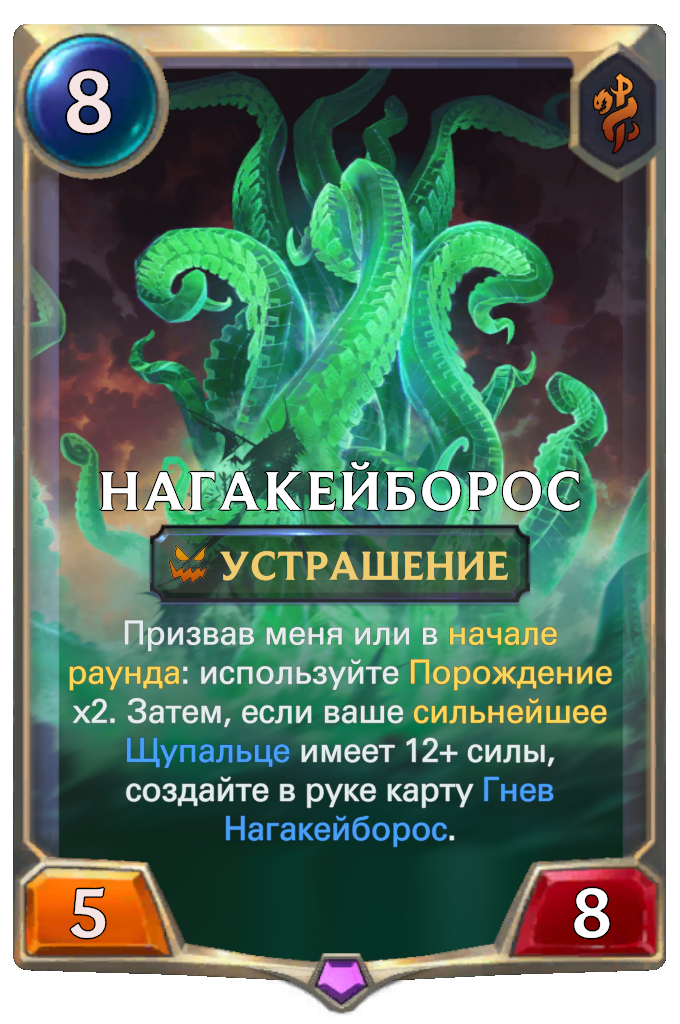 8
НАГАКЕЙБОРОС
УСТРАШЕНИЕ
Призвав меня или в начале
раунда: используйте Порождение
x2. Затем, если ваше сильнейшее
Щупальце имеет 12+ силы,
создайте в руке карту Гнев
Нагакейборос.
5
8